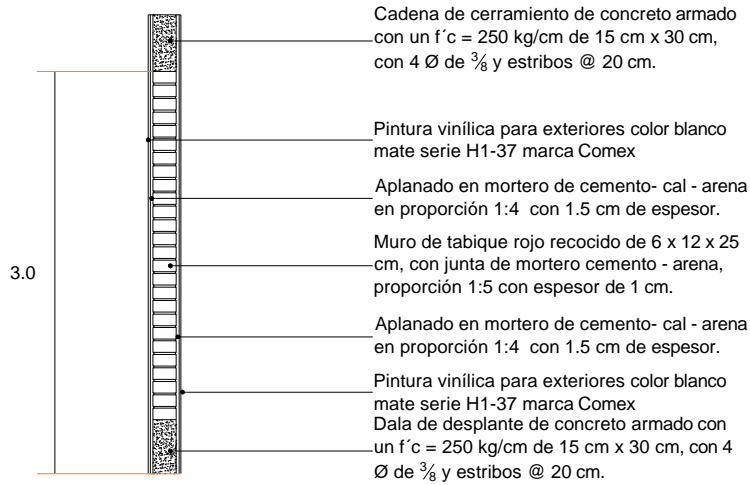 Cadena de cerramiento de concreto armado
con un f´c = 250 kg/cm de 15 cm x 30 cm,
con 4 Ø de ⅜ y estribos @ 20 cm.
Pintura vinílica para exteriores color blanco
mate serie H1-37 marca Comex
Aplanado en mortero de cemento- cal - arena
en proporción 1:4 con 1.5 cm de espesor.
Muro de tabique rojo recocido de 6 x 12 x 25
cm, con junta de mortero cemento - arena,
proporción 1:5 con espesor de 1 cm.
3.0
Aplanado en mortero de cemento- cal - arena
en proporción 1:4 con 1.5 cm de espesor.
Pintura vinílica para exteriores color blanco
mate serie H1-37 marca Comex
Dala de desplante de concreto armado con
un f´c = 250 kg/cm de 15 cm x 30 cm, con 4
Ø de ⅜ y estribos @ 20 cm.